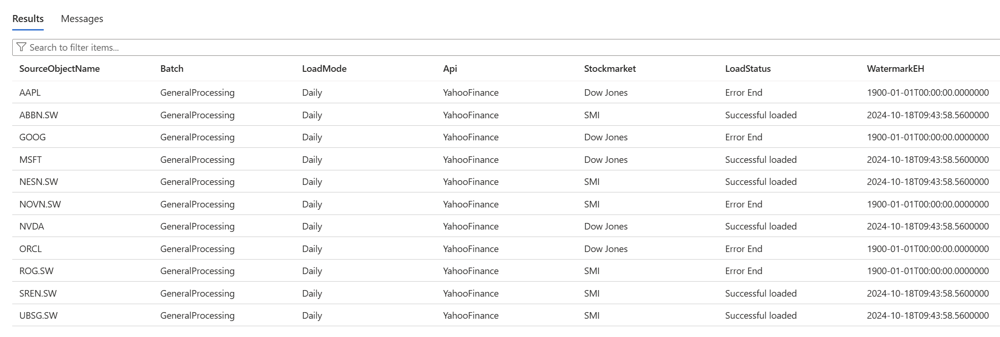 Results Messages
Search to filter items...
SourceObjectName Batch LoadMode Api Stockmarket LoadStatus WatermarkEH
AAPL GeneralProcessing Daily YahooFinance Dow Jones Error End 1900-01-01T00:00:00.0000000
ABBN.SW GeneralProcessing Daily YahooFinance SMI Successful loaded 2024-10-18T09:43:58.5600000
GOOG GeneralProcessing Daily YahooFinance Dow Jones Error End 1900-01-01T00:00:00.0000000
MSFT GeneralProcessing Daily YahooFinance Dow Jones Successful loaded 2024-10-18T09:43:58.5600000
NESN.SW GeneralProcessing Daily YahooFinance SMI Successful loaded 2024-10-18T09:43:58.5600000
NOVN.SW GeneralProcessing Daily YahooFinance SMI Error End 1900-01-01T00:00:00.0000000
NVDA GeneralProcessing Daily YahooFinance Dow Jones Successful loaded 2024-10-18T09:43:58.5600000
ORCL GeneralProcessing Daily YahooFinance Dow Jones Error End 1900-01-01T00:00:00.0000000
ROG.SW GeneralProcessing Daily YahooFinance SMI Error End 1900-01-01T00:00:00.0000000
SREN.SW GeneralProcessing Daily YahooFinance SMI Successful loaded 2024-10-18T09:43:58.5600000
UBSG.SW GeneralProcessing Daily YahooFinance SMI Successful loaded 2024-10-18T09:43:58.5600000